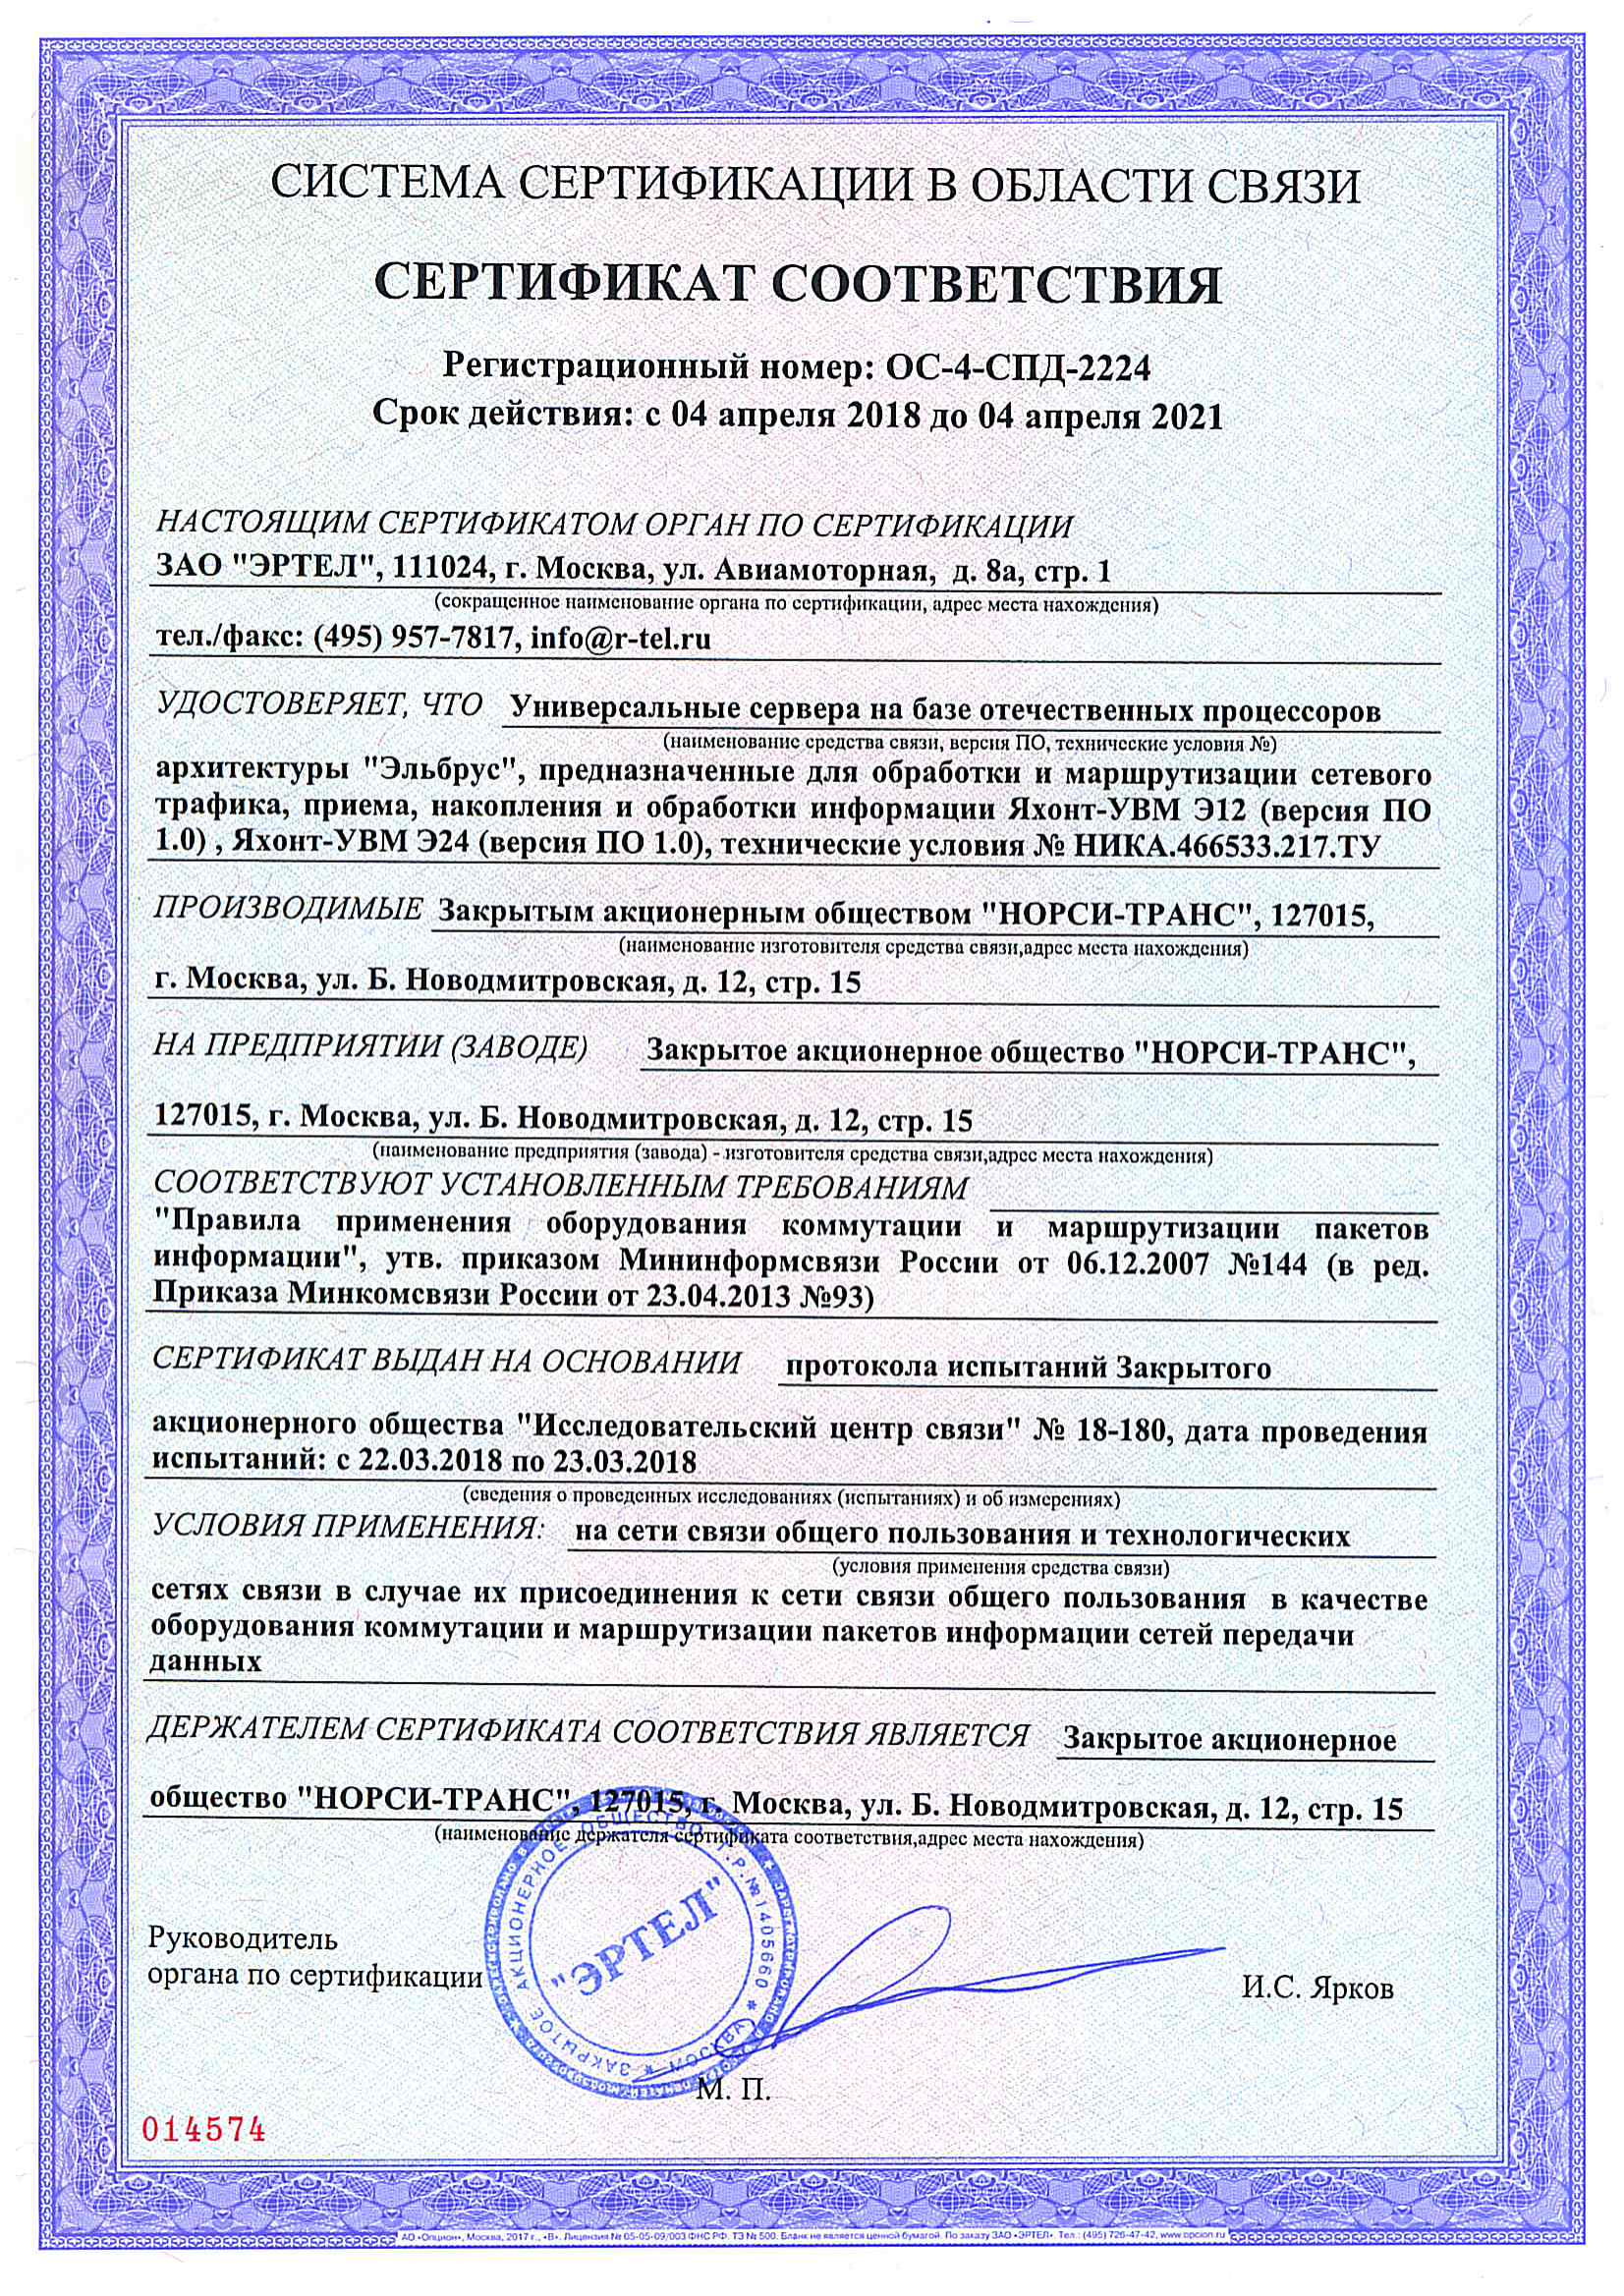 СИСТЕМА СЕРТИФИКАЦИИ В ОБЛАСТИ СВЯЗИ
СЕРТИФИКАТ СООТВЕТСТВИЯ
Регистрационный номер: ОС-4-СПД-2224
Срок действия: с 04 апреля 2018 до 04 апреля 2021
НАСТОЯЩИМ СЕРТИФИКАТОМ ОРГАН ПО СЕРТИФИКАЦИИ
ЗАО "ЭРТЕЛ", 111024, г. Москва, ул. Авиамоторная, д. 8а, стр. 1
(сокращенное наименование органа по сертификации, адрес места нахождения)
тел./факс: (495) 957-7817, info@r-tel.ru
УДОСТОВЕРЯЕТ, ЧТО Универсальные сервера на базе отечественных процессоров
(наименование средства связи, версия ПО, технические условия №)
архитектуры "Эльбрус", предназначенные для обработки и маршрутизации сетевого
трафика, приема, накопления и обработки информации Яхонт-УВМ Э12 (версия ПО
1.0) , Яхонт-УВМ Э24 (версия ПО 1.0), технические условия № НИКА.466533.217.ТУ
ПРОИЗВОДИМЫЕ Закрытым акционерным обществом "НОРСИ-ТРАНС", 127015,
(наименование изготовителя средства связи,адрес места нахождения)
г. Москва, ул. Б. Новодмитровская, д. 12, стр. 15
НА ПРЕДПРИЯТИИ (ЗАВОДЕ) Закрытое акционерное общество "НОРСИ-ТРАНС",
127015, г. Москва, ул. Б. Новодмитровская, д. 12, стр. 15
(наименование предприятия (завода) - изготовителя средства связи,адрес места нахождения)
СООТВЕТСТВУЮТ УСТАНОВЛЕННЫМ ТРЕБОВАНИЯМ
"Правила применения оборудования коммутации и маршрутизации пакетов
информации", утв. приказом Мининформсвязи России от 06.12.2007 №144 (в ред.
Приказа Минкомсвязи России от 23.04.2013 №93)
СЕРТИФИКАТ ВЫДАН НА ОСНОВАНИИ протокола испытаний Закрытого
акционерного общества "Исследовательский центр связи" № 18-180, дата проведения
испытаний: с 22.03.2018 по 23.03.2018
(сведения о проведенных исследованиях (испытаниях) и об измерениях)
УСЛОВИЯ ПРИМЕНЕНИЯ: на сети связи общего пользования и технологических
(условия применения средства связи)
сетях связи в случае их присоединения к сети связи общего пользования в качестве
оборудования коммутации и маршрутизации пакетов информации сетей передачи
данных
ДЕРЖАТЕЛЕМ СЕРТИФИКАТА СООТВЕТСТВИЯ ЯВЛЯЕТСЯ Закрытое акционерное
общество "НОРСИ-ТРАНС", 127015, г. Москва, ул. Б. Новодмитровская, д. 12, стр. 15
(наименование держателя сертификата соответствия,адрес места нахождения)
ЗАКРЫТОЕ АКЦИОНЕРНОЕ ОБЩЕСТВО Г.Р.№1405660 * МОСКВА *
"ЭРТЕЛ"
Руководитель
органа по сертификации
И.С. Ярков
М. П.
014574
АО «Опцион», Москва, 2017 г., «В». Лицензия № 05-05-09/003 ФНС РФ. ТЗ № 500. Бланк не является ценной бумагой. По заказу ЗАО «ЭРТЕЛ». Тел.: (495) 726-47-42, www.opcion.ru